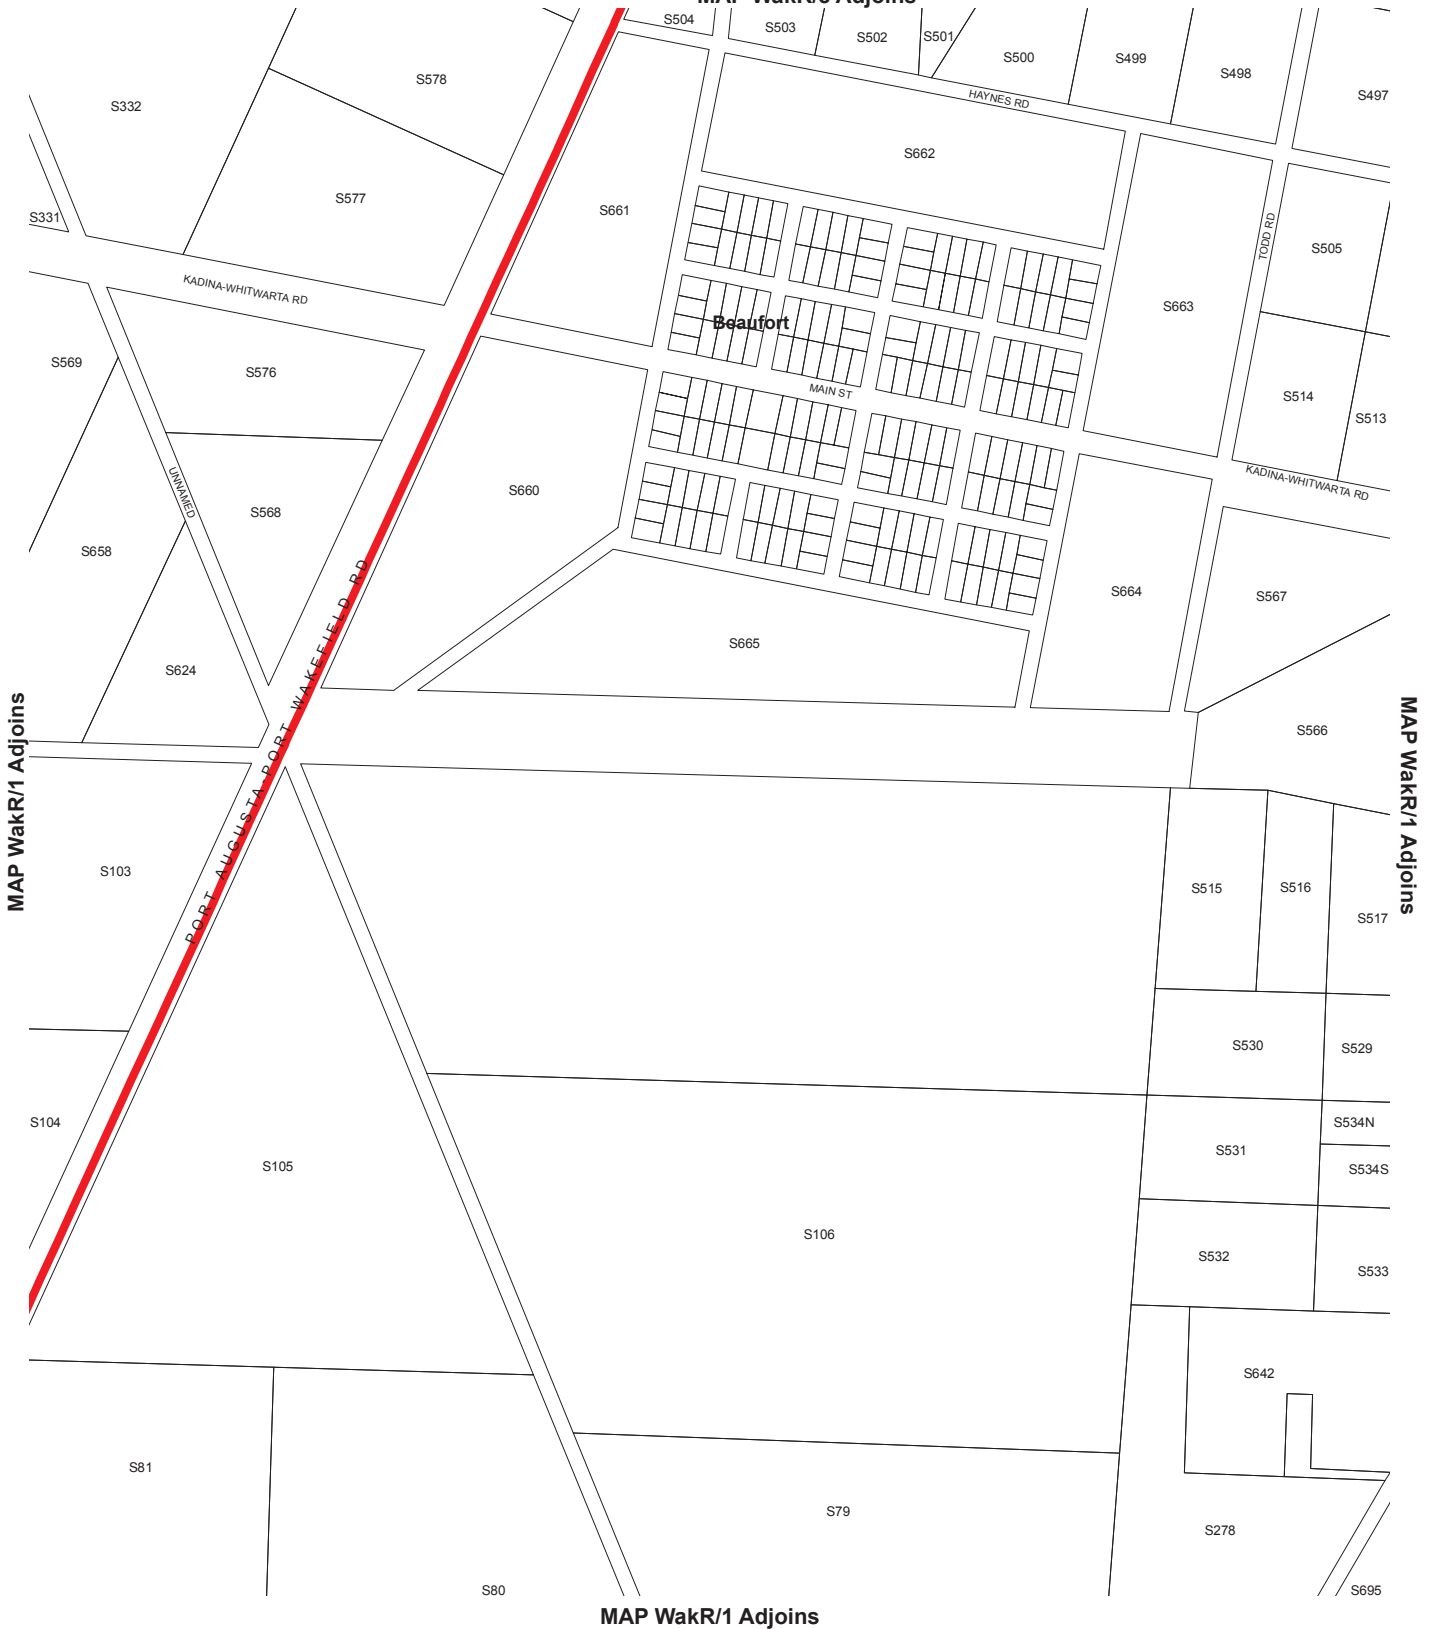 MAP WakR/3 Adjoins
S504
S503
S502
S501
S500
S499
S498
S497
S332
S578
HAYNES RD
S662
S577
S661
S331
TODD RD
S505
KADINA-WHITWARTA RD
S663
Beaufort
S569
S576
MAIN ST
S514
S513
UNNAMED
S568
S660
KADINA-WHITWARTA RD
S658
S664
S567
S665
S624
PORT AUGUSTA-PORT WAKEFIELD RD
S566
MAP WakR/1 Adjoins
MAP WakR/1 Adjoins
S103
S515
S516
S517
S530
S529
S104
S534N
S531
S534S
S105
S106
S532
S533
S642
S81
S79
S278
S80
S695
MAP WakR/1 Adjoins